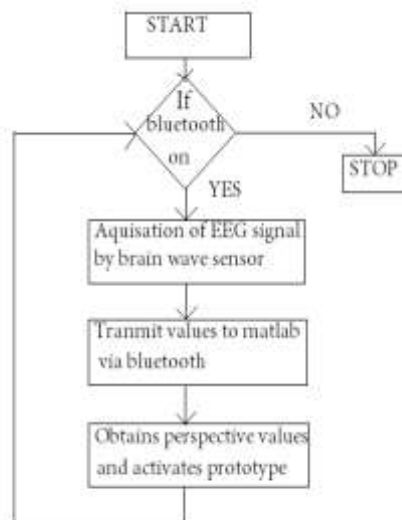 START
If
bluetooth
on
NO
STOP
YES
Aquisation of EEG signal
by brain wave sensor
Tranmit values to matlab
via bluetooth
Obtains perspective values
and activates prototype